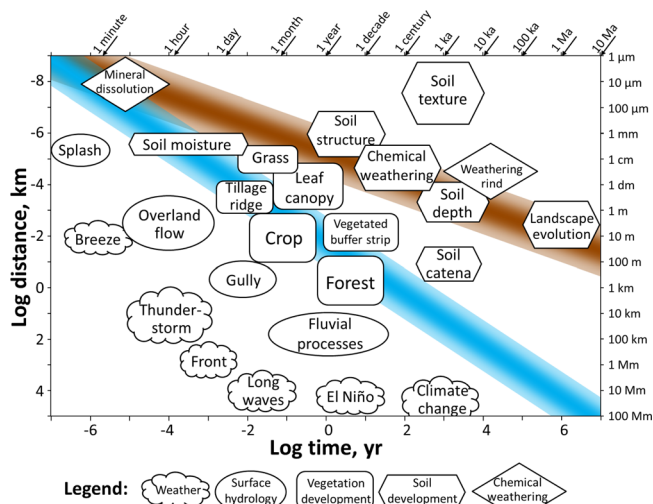 1 minute
1 hour
1 day
1 month
1 year
1 decade
1 century
1 ka
10 ka
100 ka
1 Ma
10 Ma
Log distance, km
-8
-6
-4
-2
0
2
4
1 μm
10 μm
100 μm
1 mm
1 cm
1 dm
1 m
10 m
100 m
1 km
10 km
100 km
1 Mm
10 Mm
100 Mm
Mineral
dissolution
Soil
texture
Soil
structure
Splash
Soil moisture
Grass
Chemical
weathering
Weathering
rind
Leaf
canopy
Tillage
ridge
Soil
depth
Overland
flow
Landscape
evolution
Breeze
Crop
Vegetated
buffer strip
Soil
catena
Gully
Forest
Thunder-
storm
Fluvial
processes
Front
Long
waves
El Niño
Climate
change
-6
-4
-2
0
2
4
6
Log time, yr
Legend:
Weather
Surface
hydrology
Vegetation
development
Soil
development
Chemical
weathering